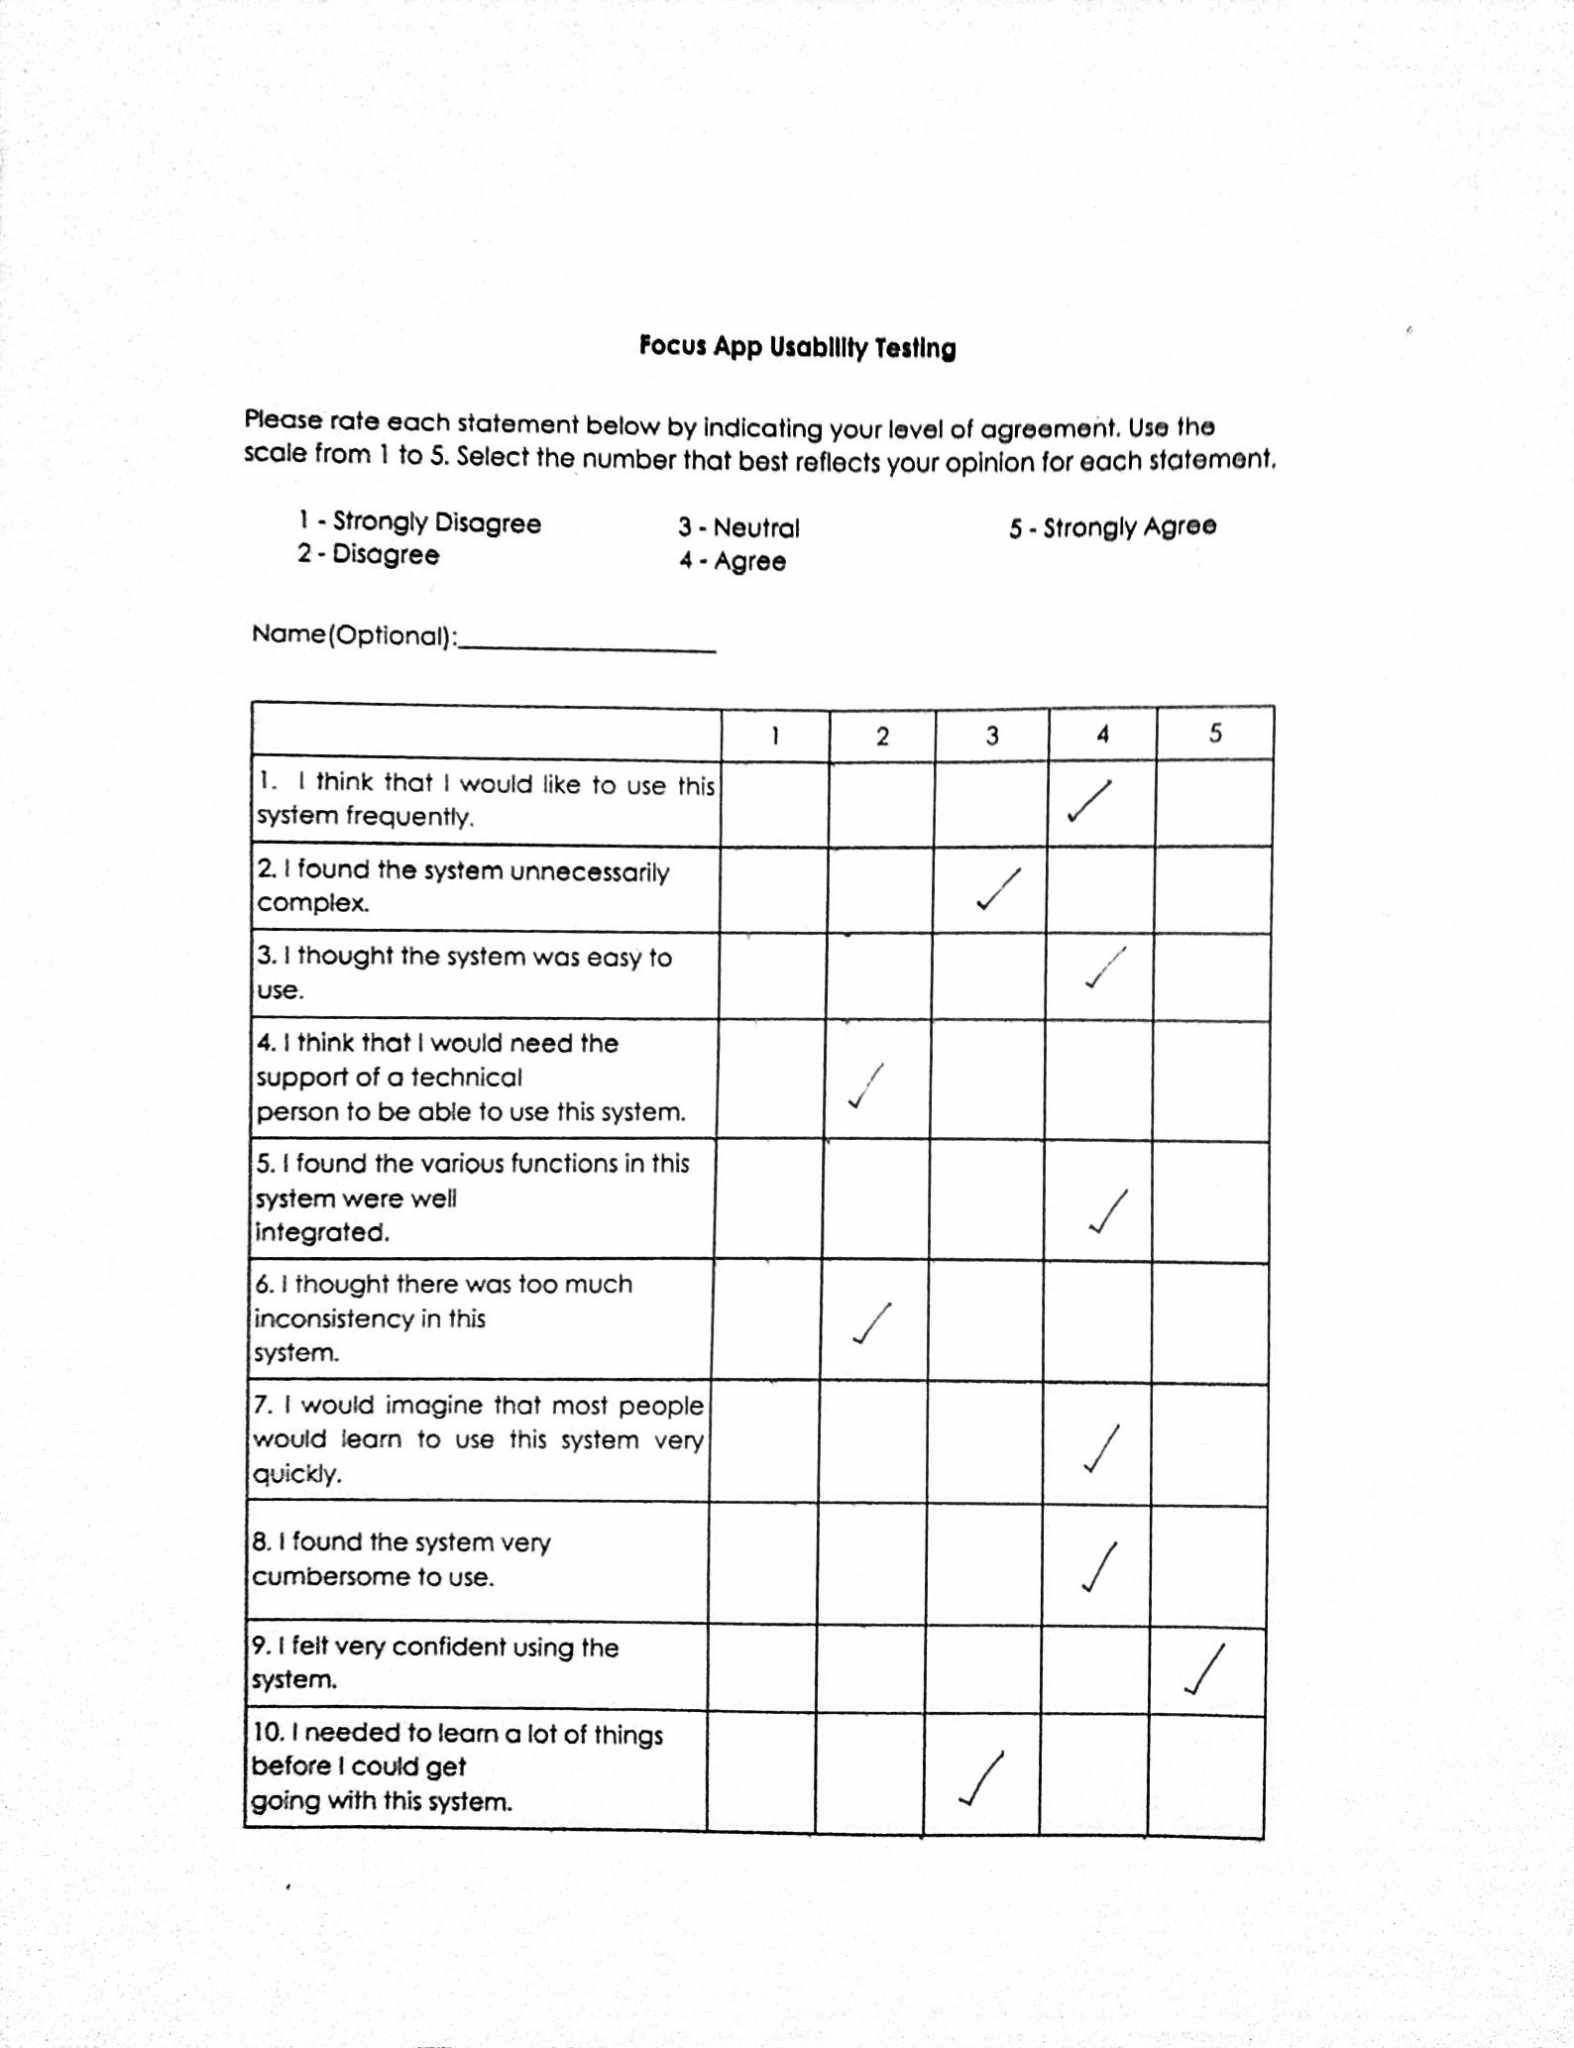 Focus App Usability Testing
Please rate each statement below by indicating your level of agreement. Use the
scale from 1 to 5. Select the number that best reflects your opinion for each statement.
1 - Strongly Disagree 3 - Neutral 5 - Strongly Agree
2 - Disagree 4 - Agree
Name(Optional):
1 2 3 4 5
1. I think that I would like to use this
system frequently. ✓
2. I found the system unnecessarily
complex. ✓
3. I thought the system was easy to
use. ✓
4. I think that I would need the
support of a technical ✓
person to be able to use this system.
5. I found the various functions in this
system were well ✓
integrated.
6. I thought there was too much
inconsistency in this ✓
system.
7. I would imagine that most people
would learn to use this system very ✓
quickly.
8. I found the system very
cumbersome to use. ✓
9. I felt very confident using the
system. ✓
10. I needed to learn a lot of things
before I could get ✓
going with this system.